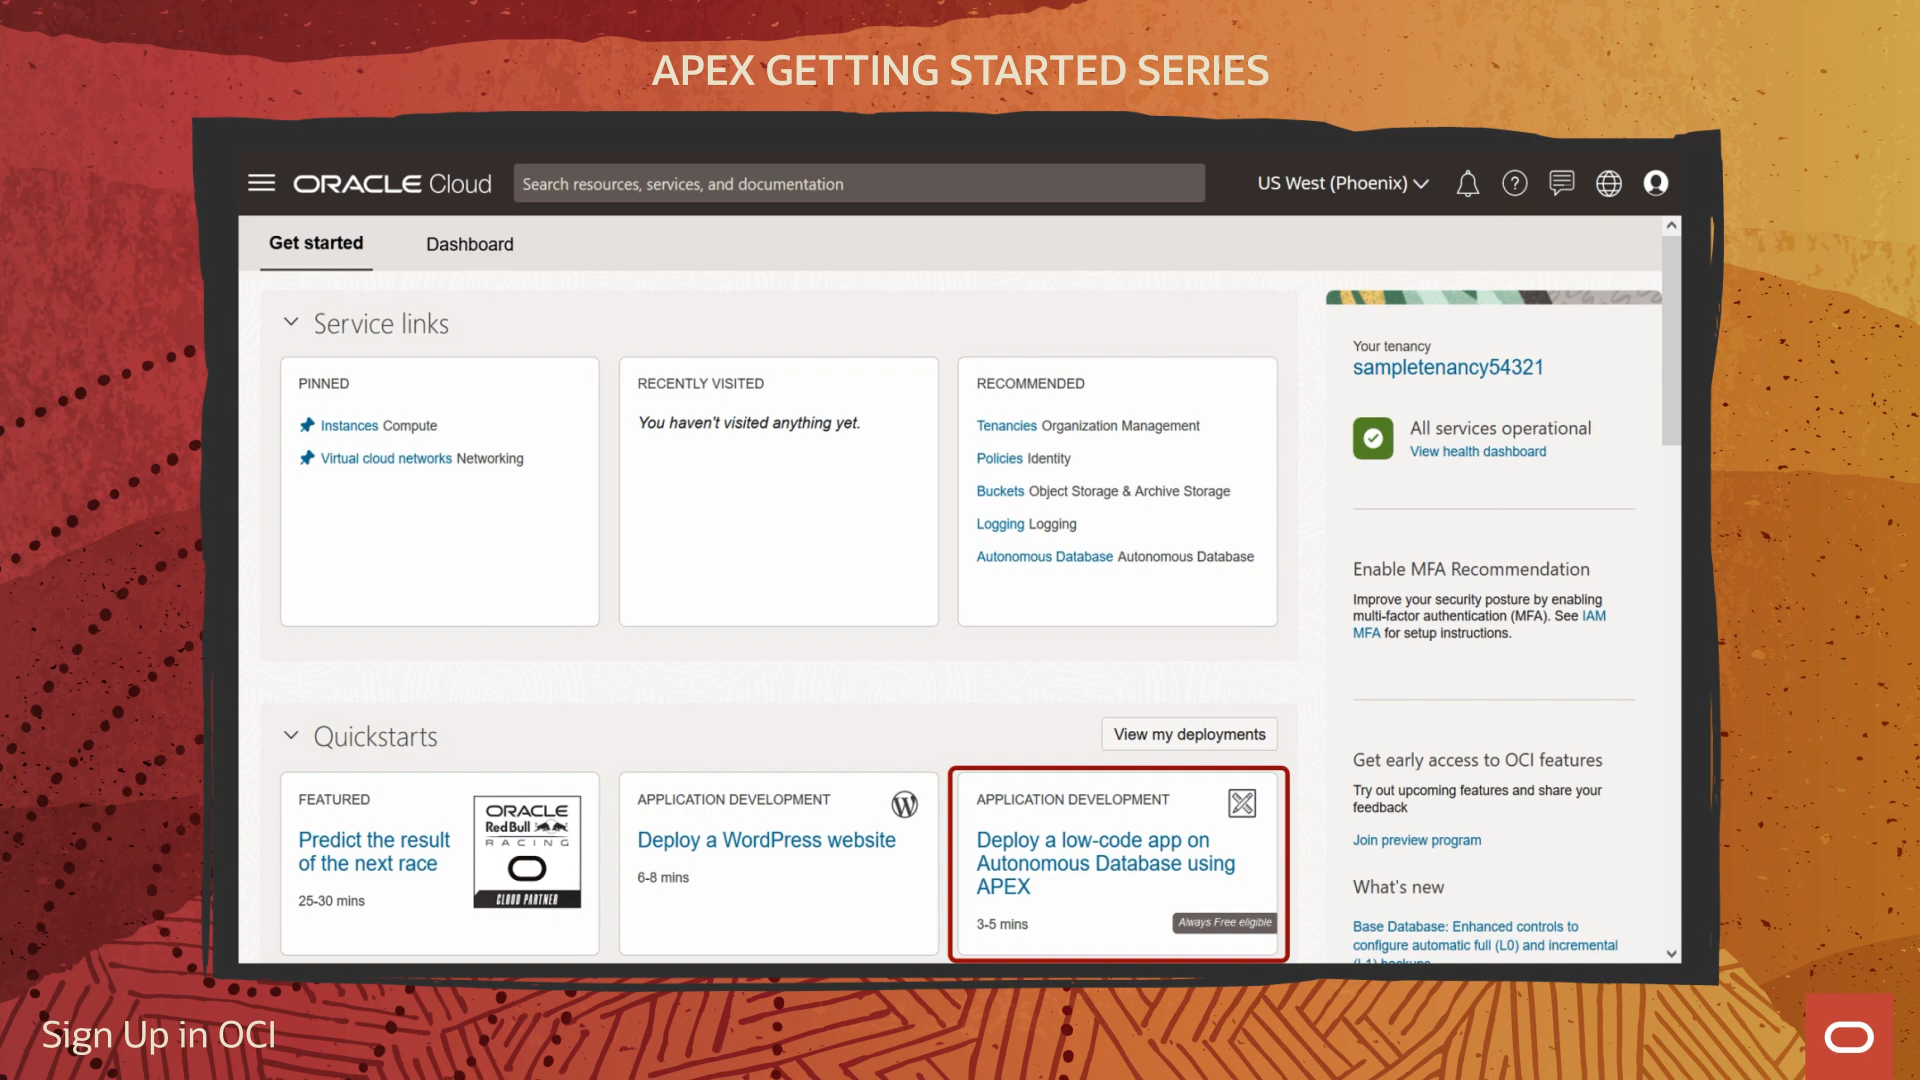 APEX GETTING STARTED SERIES
ORACLE Cloud
Search resources, services, and documentation
US West (Phoenix)
Get started
Dashboard
Service links
PINNED
Instances Compute
Virtual cloud networks Networking
RECENTLY VISITED
You haven't visited anything yet.
RECOMMENDED
Tenancies Organization Management
Policies Identity
Buckets Object Storage & Archive Storage
Logging Logging
Autonomous Database Autonomous Database
Your tenancy
sampletenancy54321
All services operational
View health dashboard
Enable MFA Recommendation
Improve your security posture by enabling
multi-factor authentication (MFA). See IAM
MFA for setup instructions.
Get early access to OCI features
Try out upcoming features and share your
feedback
Join preview program
What's new
Base Database: Enhanced controls to
configure automatic full (L0) and incremental
(L1) backups
Quickstarts
View my deployments
FEATURED
Predict the result
of the next race
25-30 mins
ORACLE
Red Bull
RACING
CLOUD PARTNER
APPLICATION DEVELOPMENT
Deploy a WordPress website
6-8 mins
APPLICATION DEVELOPMENT
Deploy a low-code app on
Autonomous Database using
APEX
3-5 mins
Always Free eligible
Sign Up in OCI